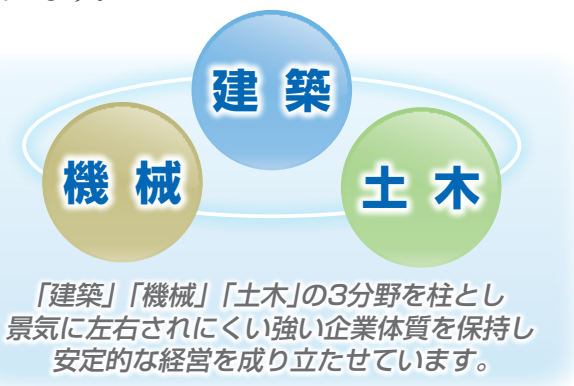 建築
機械
土木
「建築」「機械」「土木」の3分野を柱とし
景気に左右されにくい強い企業体質を保持し
安定的な経営を成り立たせています。